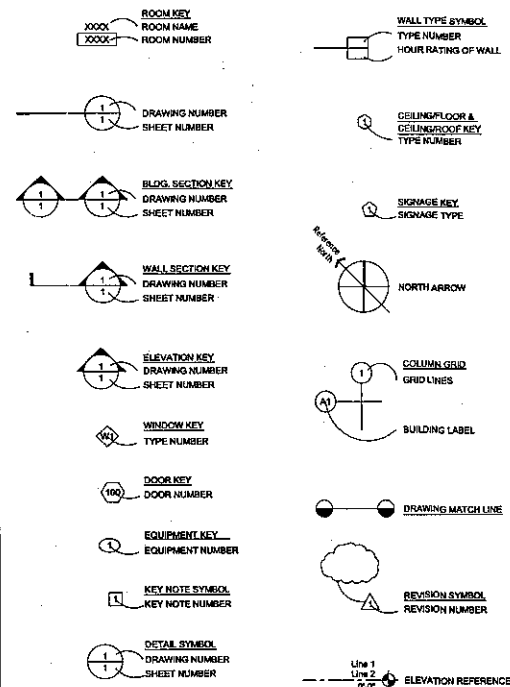 ROOM KEY
XXXX ROOM NAME
XXXX ROOM NUMBER
1 DRAWING NUMBER
1 SHEET NUMBER
BLDG. SECTION KEY
1 1 DRAWING NUMBER
1 1 SHEET NUMBER
WALL SECTION KEY
1 DRAWING NUMBER
1 SHEET NUMBER
ELEVATION KEY
1 DRAWING NUMBER
1 SHEET NUMBER
WINDOW KEY
W1 TYPE NUMBER
DOOR KEY
100 DOOR NUMBER
EQUIPMENT KEY
1 EQUIPMENT NUMBER
KEY NOTE SYMBOL
1 KEY NOTE NUMBER
DETAIL SYMBOL
1 DRAWING NUMBER
1 SHEET NUMBER
WALL TYPE SYMBOL
TYPE NUMBER
HOUR RATING OF WALL
CEILING/FLOOR &
1 CEILING/ROOF KEY
TYPE NUMBER
SIGNAGE KEY
1 SIGNAGE TYPE
Reference
North
NORTH ARROW
COLUMN GRID
1 GRID LINES
A1
BUILDING LABEL
DRAWING MATCH LINE
REVISION SYMBOL
1 REVISION NUMBER
Line 1
Line 2
ELEVATION REFERENCE